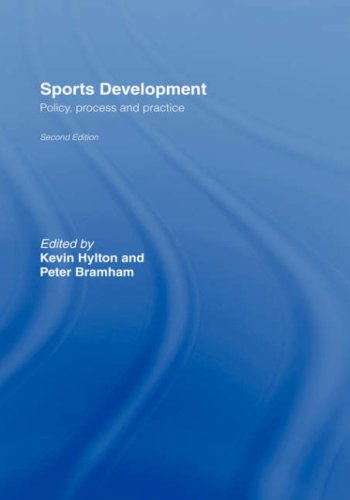 Sports Development
Policy, process and practice
Second Edition
Edited by
Kevin Hylton and
Peter Bramham